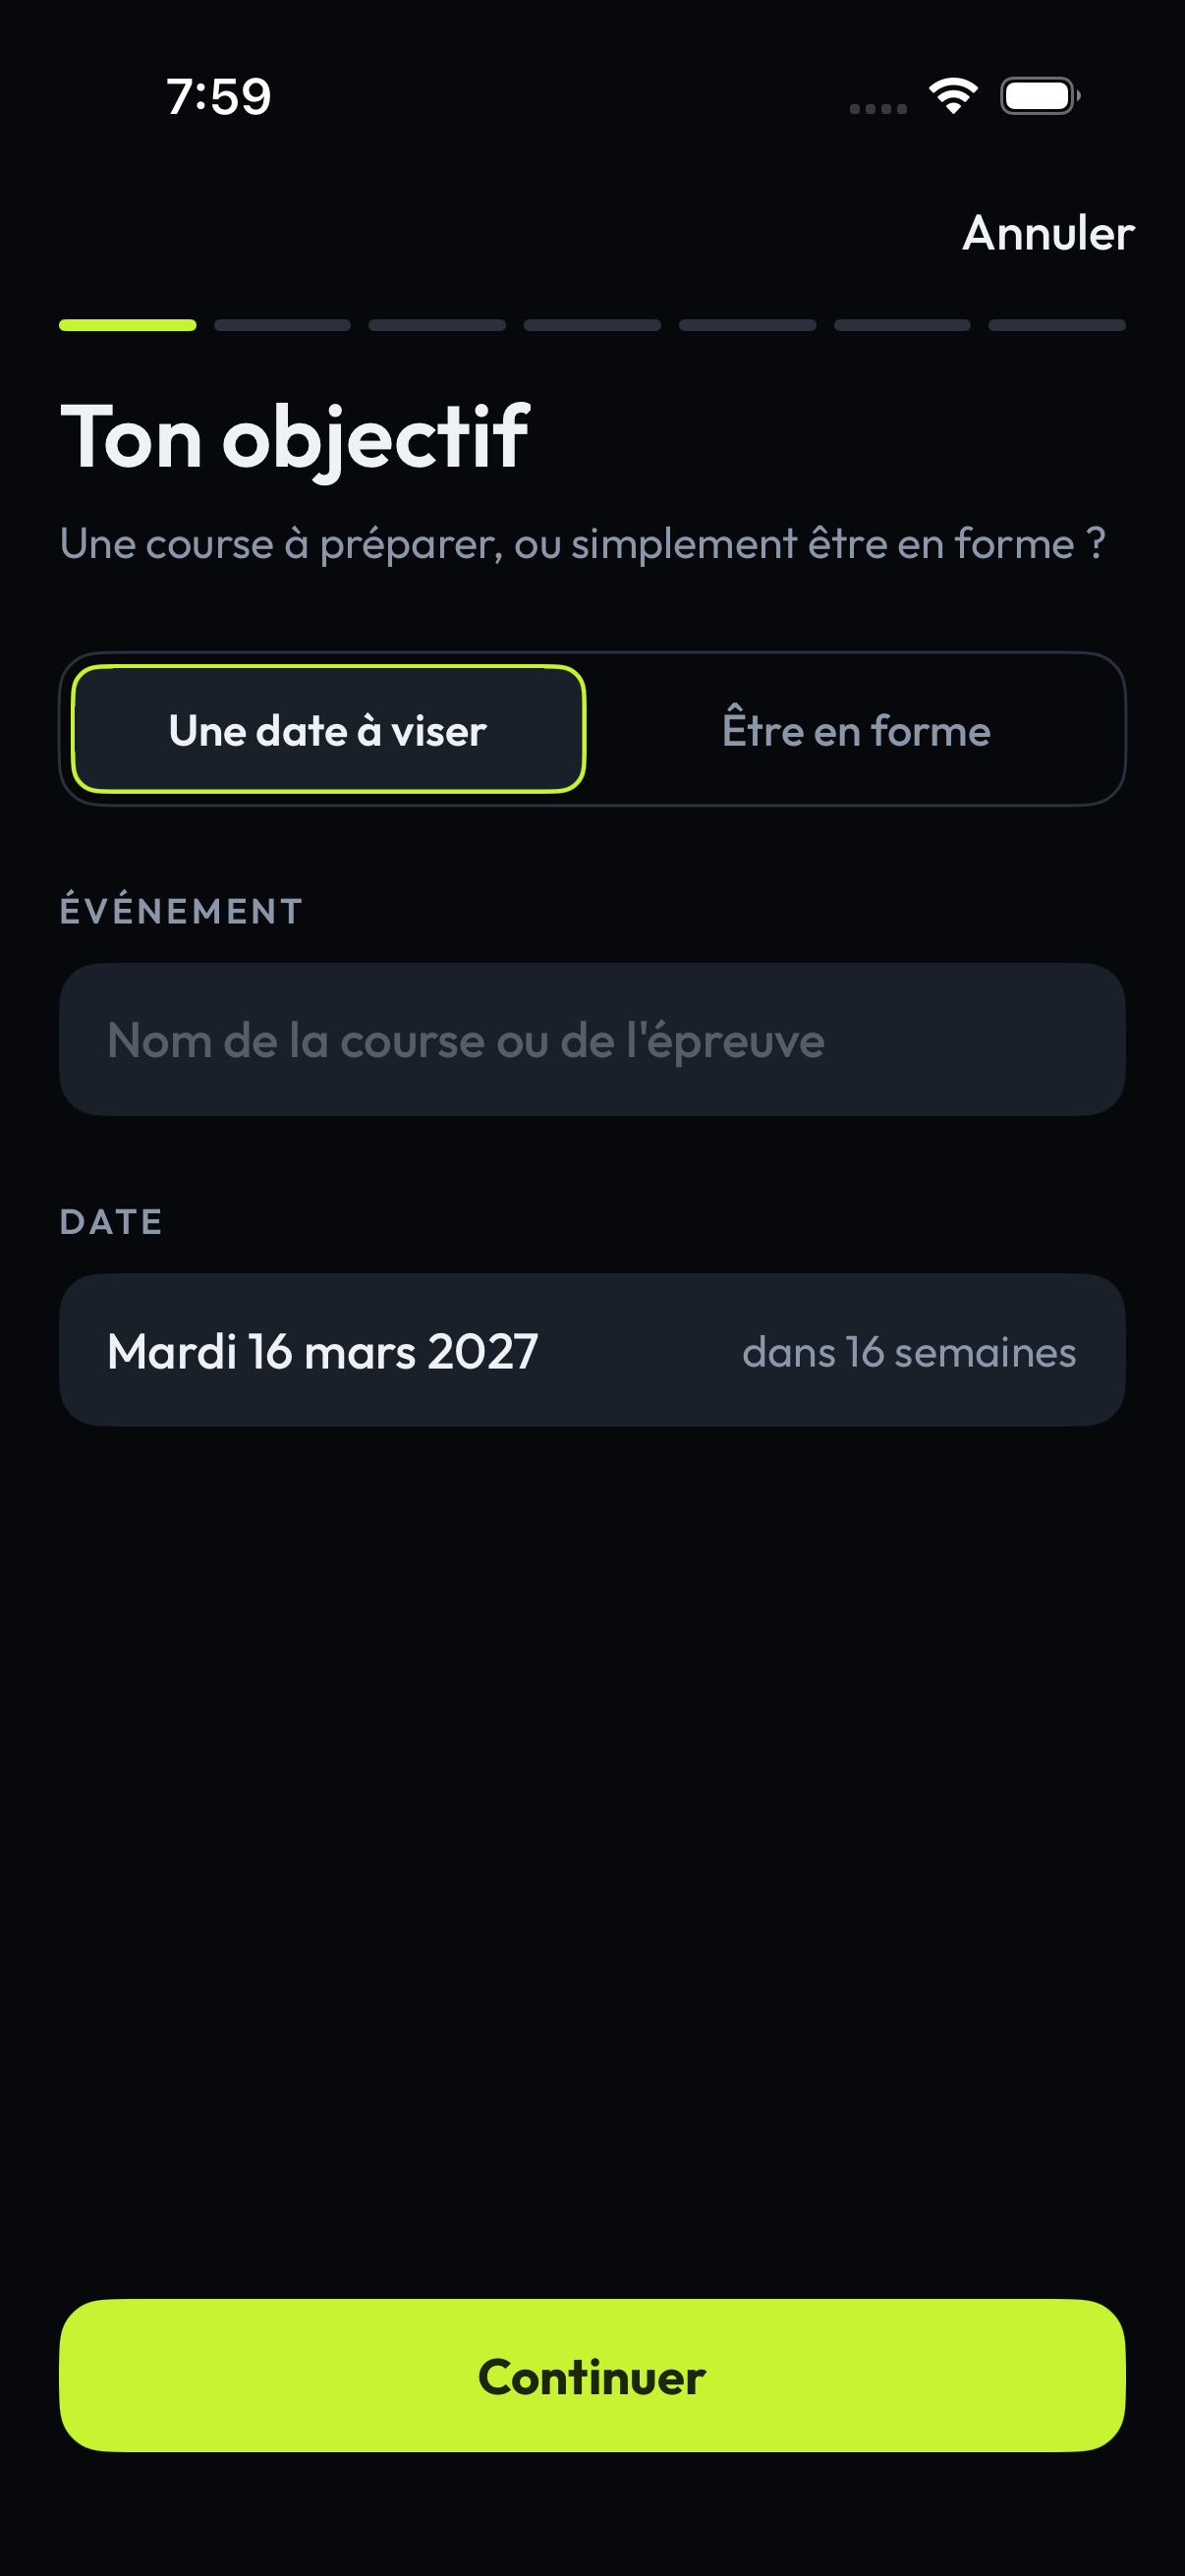 7:59
Annuler
Ton objectif
Une course à préparer, ou simplement être en forme ?
Une date à viser
Être en forme
ÉVÉNEMENT
Nom de la course ou de l'épreuve
DATE
Mardi 16 mars 2027
dans 16 semaines
Continuer